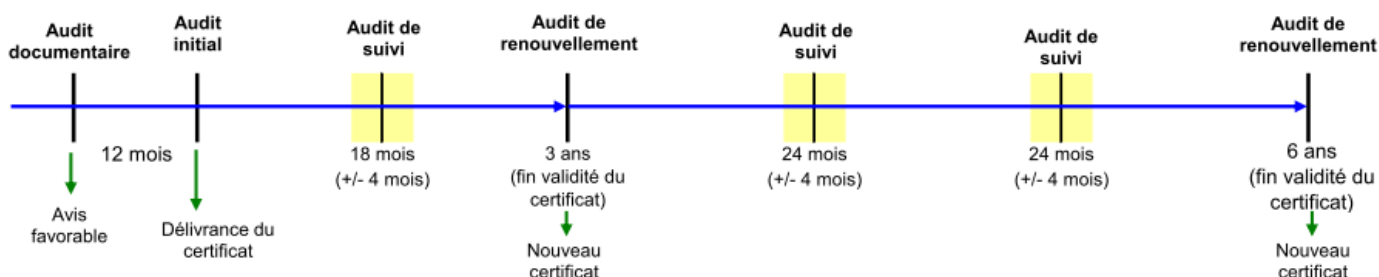 Audit
documentaire
Audit
initial
Audit de
suivi
Audit de
renouvellement
Audit de
suivi
Audit de
suivi
Audit de
renouvellement
12 mois
18 mois
(+/- 4 mois)
3 ans
(fin validité du
certificat)
24 mois
(+/- 4 mois)
24 mois
(+/- 4 mois)
6 ans
(fin validité du
certificat)
Avis
favorable
Délivrance du
certificat
Nouveau
certificat
Nouveau
certificat